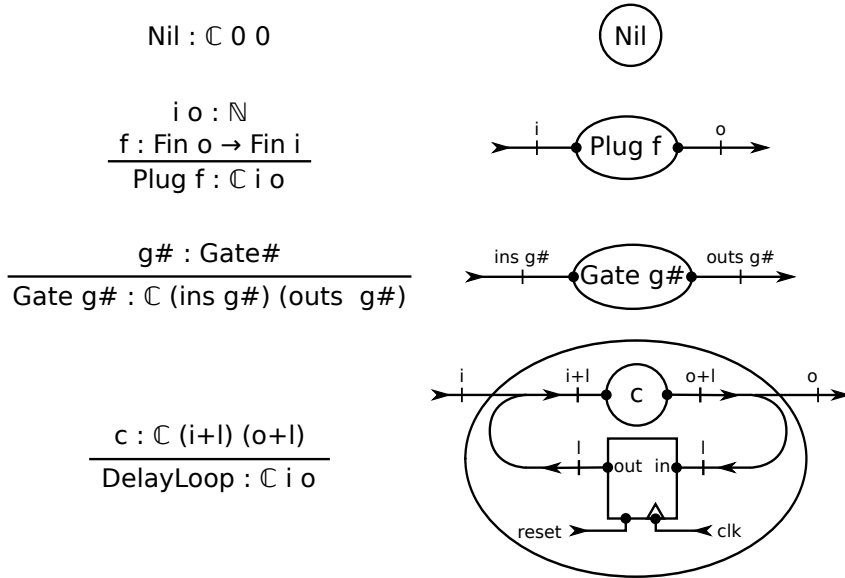 Nil : ℂ 0 0
Nil
i o : ℕ
f : Fin o → Fin i
Plug f : ℂ i o
i
Plug f
o
g# : Gate#
Gate g# : ℂ (ins g#) (outs g#)
ins g#
Gate g#
outs g#
c : ℂ (i+l) (o+l)
DelayLoop : ℂ i o
i
i+l
c
o+l
o
l
out
in
l
reset
clk